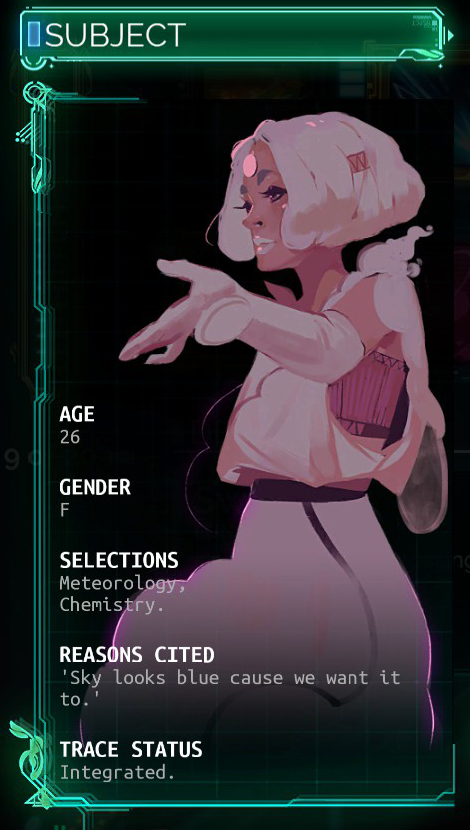 SUBJECT
AGE
26
GENDER
F
SELECTIONS
Meteorology,
Chemistry.
REASONS CITED
'Sky looks blue cause we want it
to.'
TRACE STATUS
Integrated.